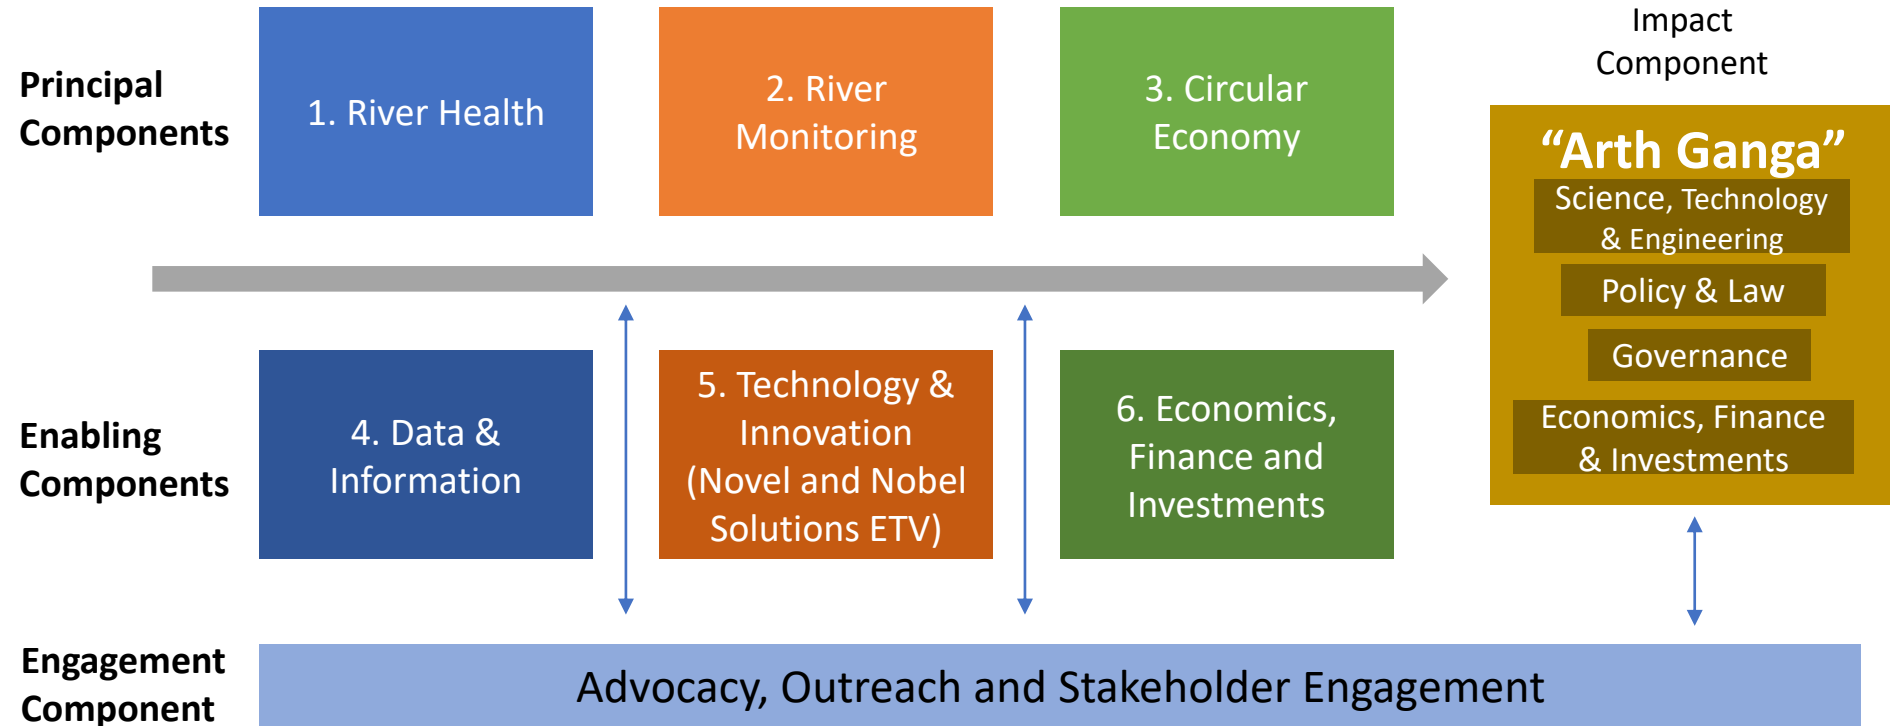 Principal
Components
1. River Health
2. River
Monitoring
3. Circular
Economy
Impact
Component
“Arth Ganga”
Science, Technology
& Engineering
Policy & Law
Governance
Economics, Finance
& Investments
Enabling
Components
4. Data &
Information
5. Technology &
Innovation
(Novel and Nobel
Solutions ETV)
6. Economics,
Finance and
Investments
Engagement
Component
Advocacy, Outreach and Stakeholder Engagement